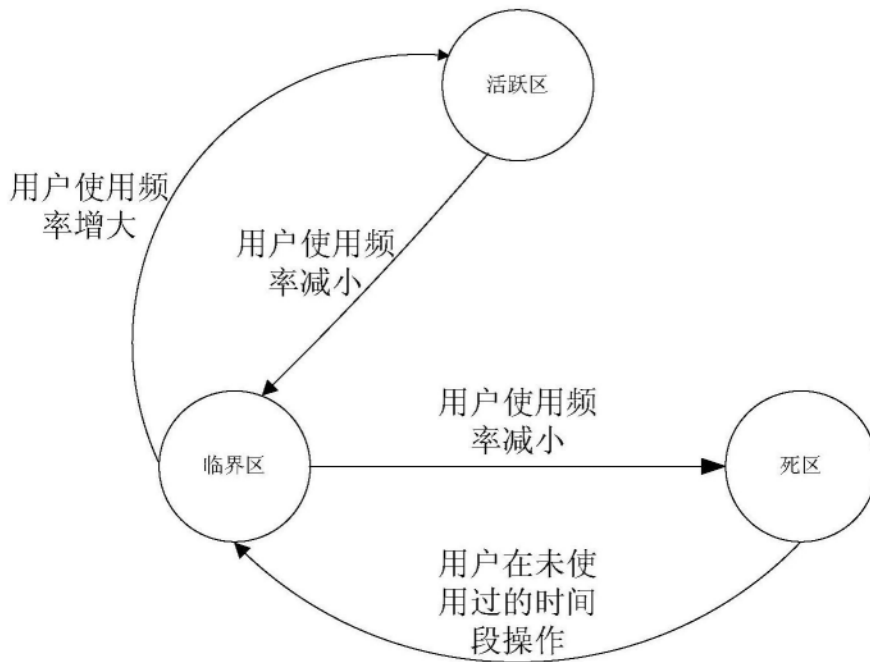 活跃区
用户使用频
率增大
用户使用频
率减小
用户使用频
率减小
临界区
死区
用户在未使
用过的时间
段操作